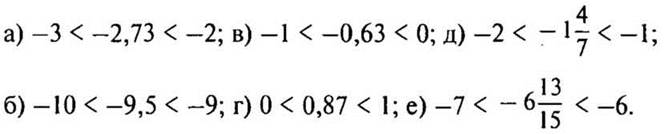 а) −3 < −2,73 < −2; в) −1 < −0,63 < 0; д) −2 < −1 4/7 < −1;
б) −10 < −9,5 < −9; г) 0 < 0,87 < 1; е) −7 < −6 13/15 < −6.